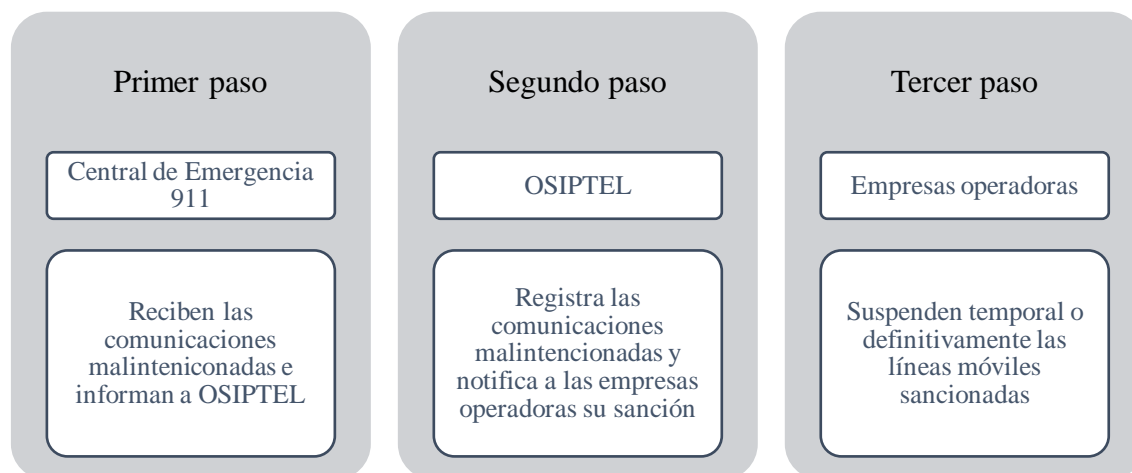 Primer paso
Central de Emergencia
911
Reciben las
comunicaciones
malinteniconadas e
informan a OSIPTEL
Segundo paso
OSIPTEL
Registra las
comunicaciones
malintencionadas y
notifica a las empresas
operadoras su sanción
Tercer paso
Empresas operadoras
Suspenden temporal o
definitivamente las
líneas móviles
sancionadas